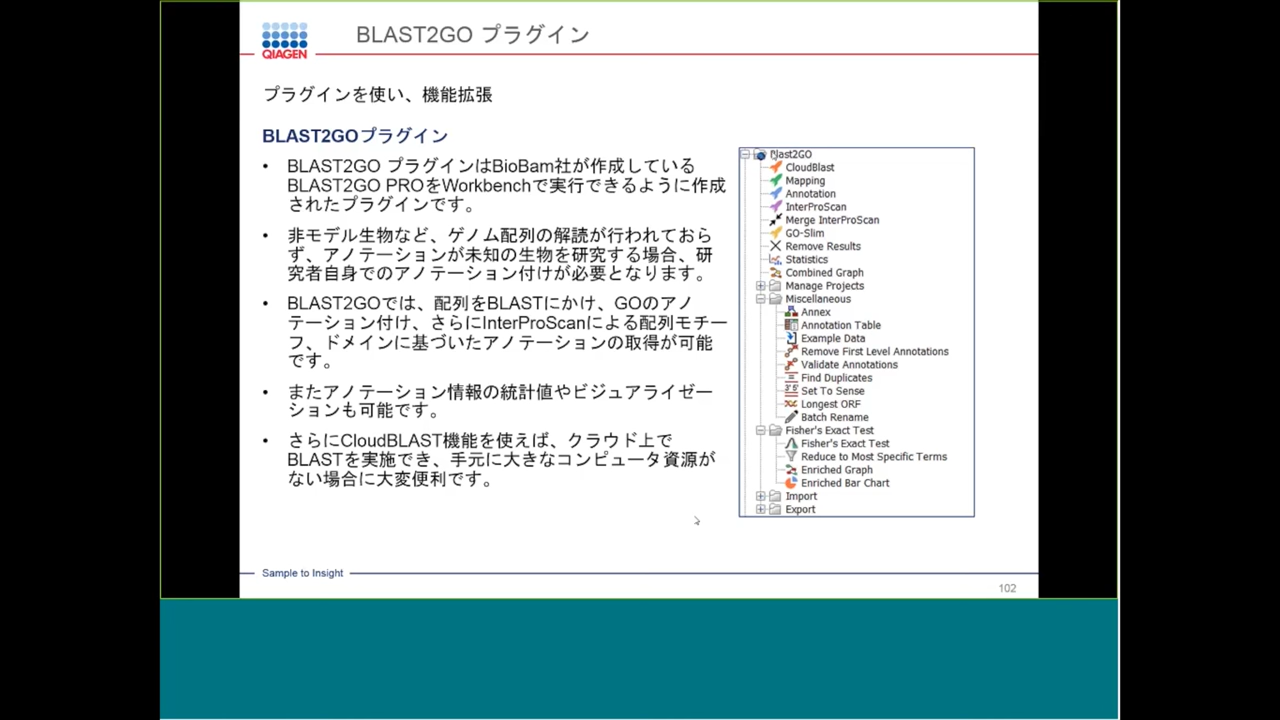 QIAGEN
BLAST2GO プラグイン
プラグインを使い、機能拡張
BLAST2GOプラグイン
• BLAST2GO プラグインはBioBam社が作成している
BLAST2GO PROをWorkbenchで実行できるように作成
されたプラグインです。
• 非モデル生物など、ゲノム配列の解読が行われておら
ず、アノテーションが未知の生物を研究する場合、研
究者自身でのアノテーション付けが必要となります。
• BLAST2GOでは、配列をBLASTにかけ、GOのアノ
テーション付け、さらにInterProScanによる配列モチー
フ、ドメインに基づいたアノテーションの取得が可能
です。
• またアノテーション情報の統計値やビジュアライゼー
ションも可能です。
• さらにCloudBLAST機能を使えば、クラウド上で
BLASTを実施でき、手元に大きなコンピュータ資源が
ない場合に大変便利です。
Blast2GO
CloudBlast
Mapping
Annotation
InterProScan
Merge InterProScan
GO-Slim
Remove Results
Statistics
Combined Graph
Manage Projects
Miscellaneous
Annex
Annotation Table
Example Data
Remove First Level Annotations
Validate Annotations
Find Duplicates
Set To Sense
Longest ORF
Batch Rename
Fisher's Exact Test
Fisher's Exact Test
Reduce to Most Specific Terms
Enriched Graph
Enriched Bar Chart
Import
Export
Sample to Insight
102